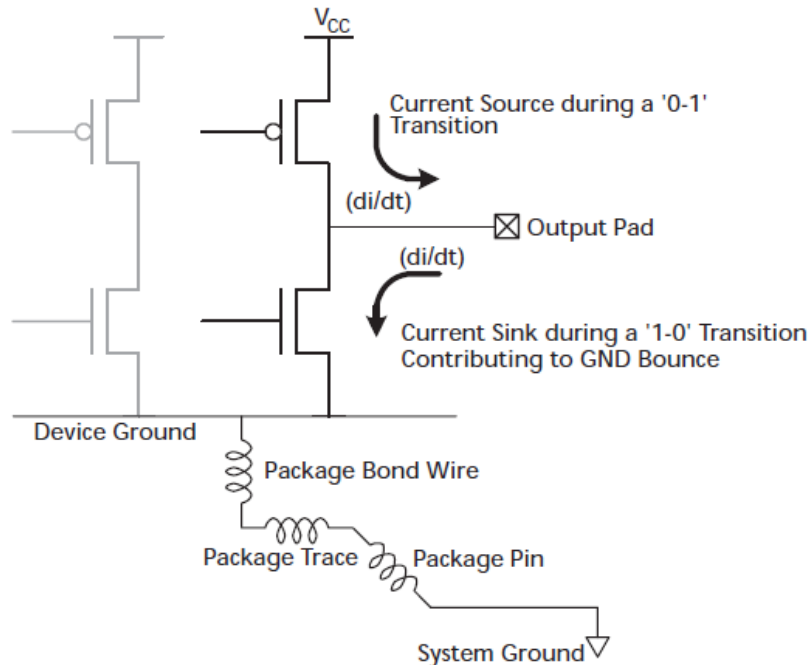 VCC
Current Source during a '0-1'
Transition
(di/dt)
Output Pad
(di/dt)
Current Sink during a '1-0' Transition
Contributing to GND Bounce
Device Ground
Package Bond Wire
Package Trace
Package Pin
System Ground